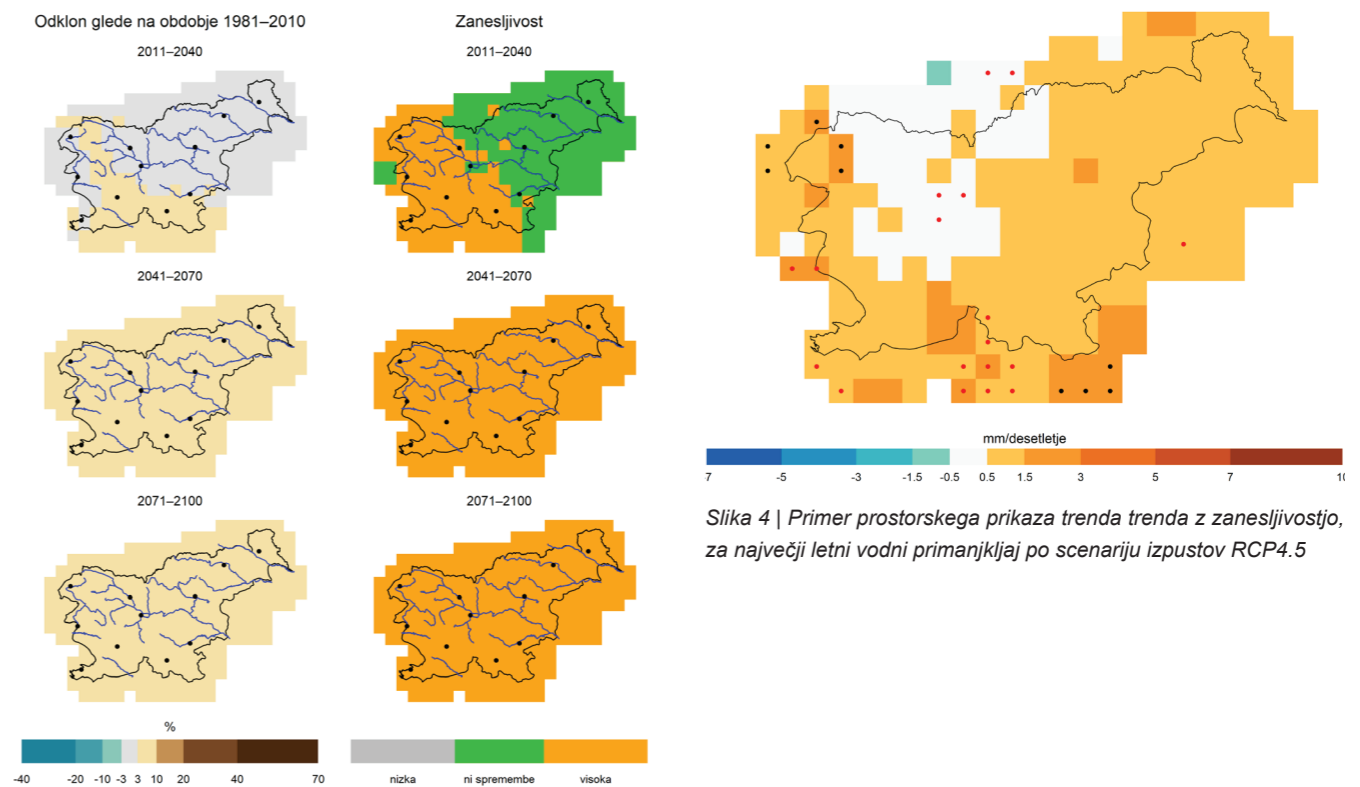 Odklon glede na obdobje 1981–2010
Zanesljivost
2011–2040
2011–2040
2041–2070
2041–2070
2071–2100
2071–2100
%
-40 -20 -10 -3 3 10 20 40 70
nizka ni spremembe visoka
mm/desetletje
7 -5 -3 -1.5 -0.5 0.5 1.5 3 5 7 10
Slika 4 | Primer prostorskega prikaza trenda trenda z zanesljivostjo,
za največji letni vodni primanjkljaj po scenariju izpustov RCP4.5